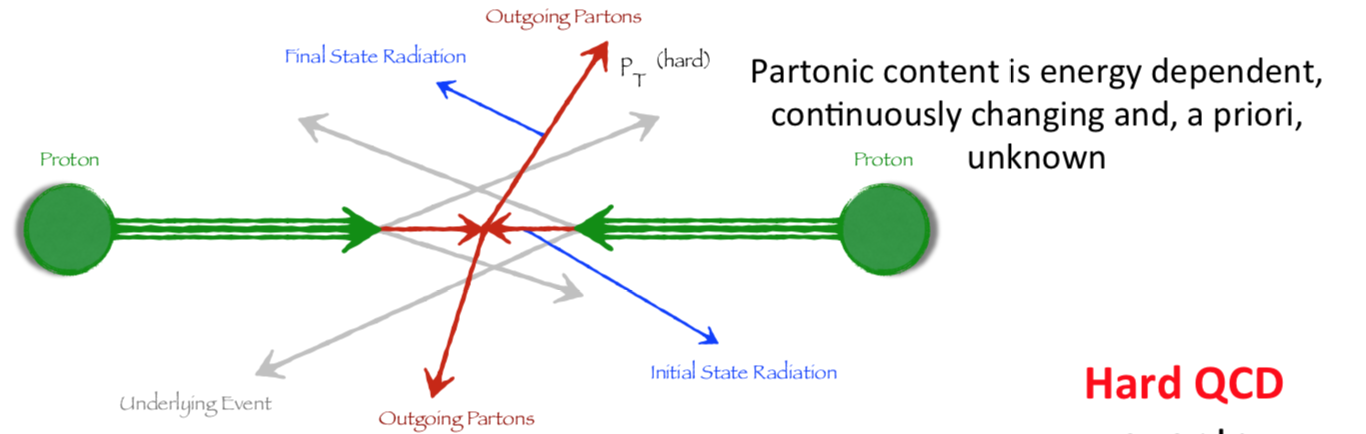 Outgoing Partons
Final State Radiation
P_T (hard)
Partonic content is energy dependent,
continuously changing and, a priori,
unknown
Proton
Proton
Initial State Radiation
Hard QCD
Underlying Event
Outgoing Partons